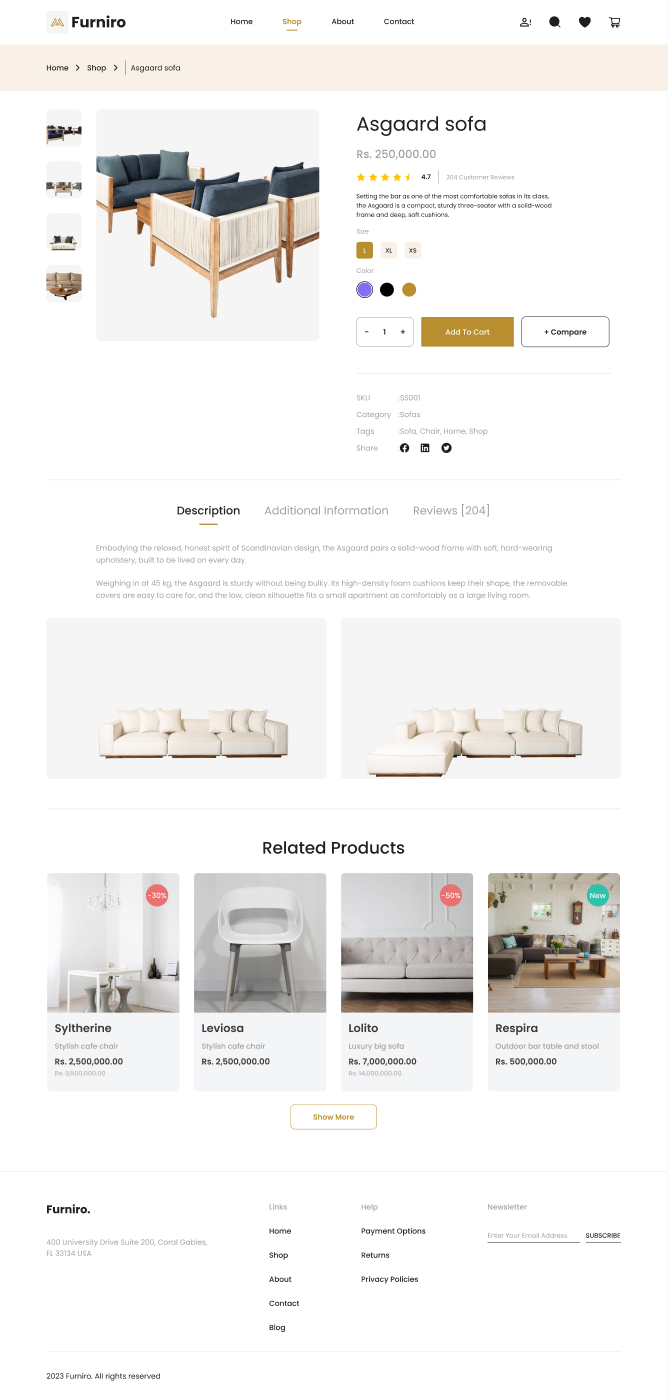 Furniro
Home Shop About Contact
Home Shop Asgaard sofa
Asgaard sofa
Rs. 250,000.00
4.7 204 Customer Reviews
Setting the bar as one of the most comfortable sofas in its class,
the Asgaard is a compact, sturdy three-seater with a solid-wood
frame and deep, soft cushions.
Size
L XL XS
Color
- 1 + Add To Cart + Compare
SKU :SS001
Category :Sofas
Tags :Sofa, Chair, Home, Shop
Share
Description Additional Information Reviews [204]
Embodying the relaxed, honest spirit of Scandinavian design, the Asgaard pairs a solid-wood frame with soft, hard-wearing
upholstery, built to be lived on every day.
Weighing in at 45 kg, the Asgaard is sturdy without being bulky. Its high-density foam cushions keep their shape, the removable
covers are easy to care for, and the low, clean silhouette fits a small apartment as comfortably as a large living room.
Related Products
-30% -50% New
Syltherine Leviosa Lolito Respira
Stylish cafe chair Stylish cafe chair Luxury big sofa Outdoor bar table and stool
Rs. 2,500,000.00 Rs. 2,500,000.00 Rs. 7,000,000.00 Rs. 500,000.00
Rs. 3,500,000.00 Rs. 14,000,000.00
Show More
Furniro.
400 University Drive Suite 200, Coral Gables,
FL 33134 USA
Links
Home
Shop
About
Contact
Blog
Help
Payment Options
Returns
Privacy Policies
Newsletter
Enter Your Email Address SUBSCRIBE
2023 Furniro. All rights reserved